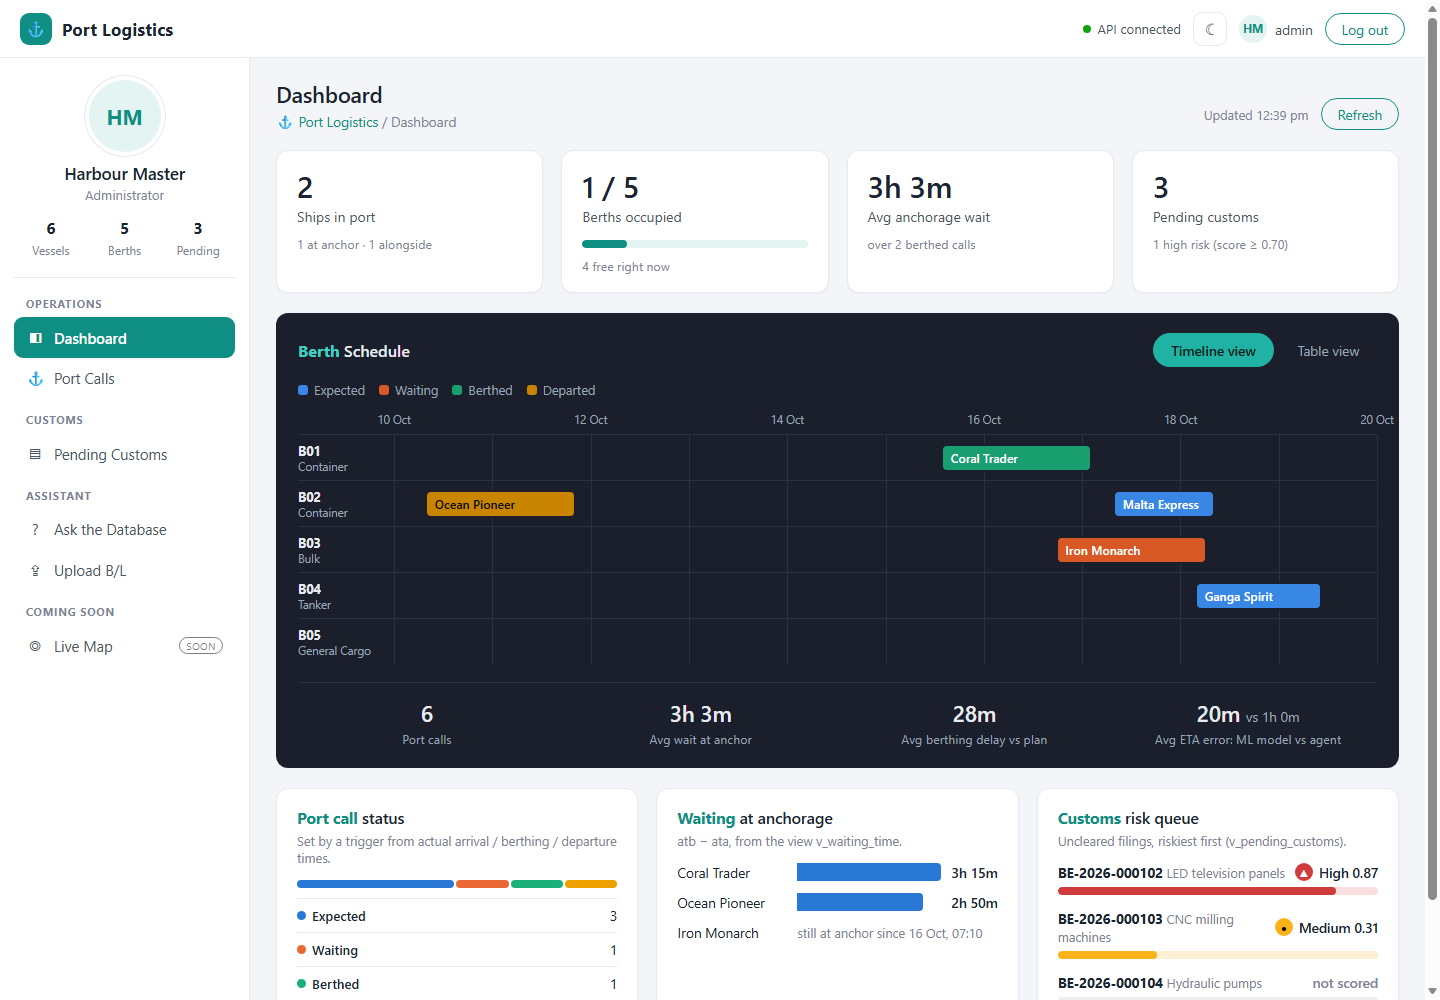 Port Logistics
API connected
HM
admin
Log out
HM
Harbour Master
Administrator
6
5
3
Vessels
Berths
Pending
OPERATIONS
Dashboard
Port Calls
CUSTOMS
Pending Customs
ASSISTANT
? Ask the Database
Upload B/L
COMING SOON
Live Map
SOON
Dashboard
Port Logistics / Dashboard
Updated 12:39 pm
Refresh
2
Ships in port
1 at anchor · 1 alongside
1 / 5
Berths occupied
4 free right now
3h 3m
Avg anchorage wait
over 2 berthed calls
3
Pending customs
1 high risk (score ≥ 0.70)
Berth Schedule
Timeline view
Table view
Expected
Waiting
Berthed
Departed
10 Oct
12 Oct
14 Oct
16 Oct
18 Oct
20 Oct
B01
Container
Coral Trader
B02
Container
Ocean Pioneer
Malta Express
B03
Bulk
Iron Monarch
B04
Tanker
Ganga Spirit
B05
General Cargo
6
Port calls
3h 3m
Avg wait at anchor
28m
Avg berthing delay vs plan
20m vs 1h 0m
Avg ETA error: ML model vs agent
Port call status
Set by a trigger from actual arrival / berthing / departure
times.
Expected 3
Waiting 1
Berthed 1
Waiting at anchorage
atb − ata, from the view v_waiting_time.
Coral Trader 3h 15m
Ocean Pioneer 2h 50m
Iron Monarch still at anchor since 16 Oct, 07:10
Customs risk queue
Uncleared filings, riskiest first (v_pending_customs).
BE-2026-000102 LED television panels High 0.87
BE-2026-000103 CNC milling
machines
Medium 0.31
BE-2026-000104 Hydraulic pumps not scored